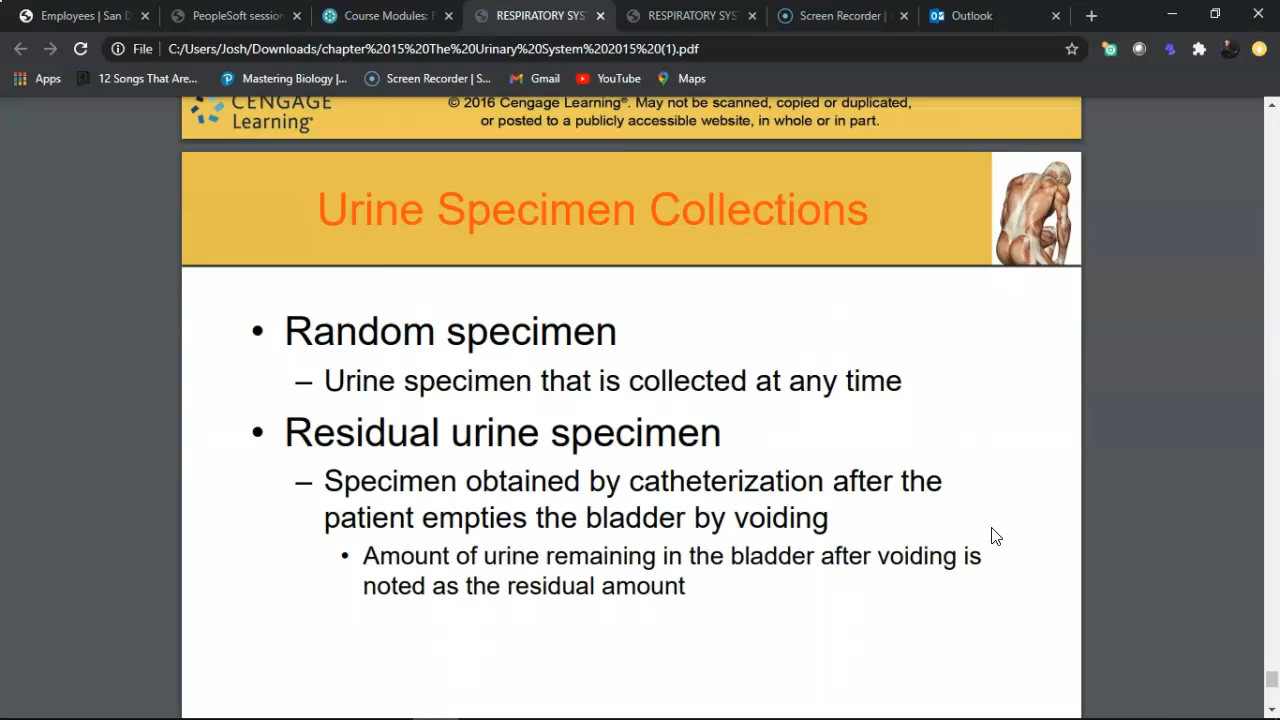 Employees | San D
PeopleSoft session
Course Modules: F
RESPIRATORY SYS
RESPIRATORY SYST
Screen Recorder |
Outlook
File | C:/Users/Josh/Downloads/chapter%2015%20The%20Urinary%20System%202015%20(1).pdf
Apps
12 Songs That Are...
Mastering Biology |...
Screen Recorder | S...
Gmail
YouTube
Maps
CENGAGE
Learning®
© 2016 Cengage Learning®. May not be scanned, copied or duplicated,
or posted to a publicly accessible website, in whole or in part.
Urine Specimen Collections
• Random specimen
– Urine specimen that is collected at any time
• Residual urine specimen
– Specimen obtained by catheterization after the
patient empties the bladder by voiding
• Amount of urine remaining in the bladder after voiding is
noted as the residual amount